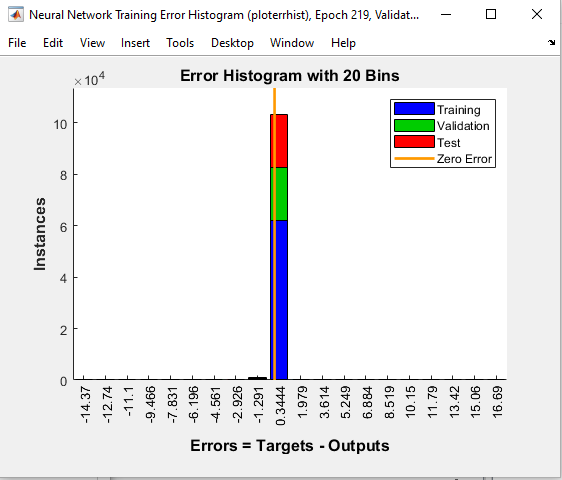 Neural Network Training Error Histogram (ploterrhist), Epoch 219, Validat...
File Edit View Insert Tools Desktop Window Help
Error Histogram with 20 Bins
×10^4
10
8
6
4
2
0
Instances
Training
Validation
Test
Zero Error
-14.37 -12.74 -11.1 -9.466 -7.831 -6.196 -4.561 -2.926 -1.291 0.3444 1.979 3.614 5.249 6.884 8.519 10.15 11.79 13.42 15.06 16.69
Errors = Targets - Outputs